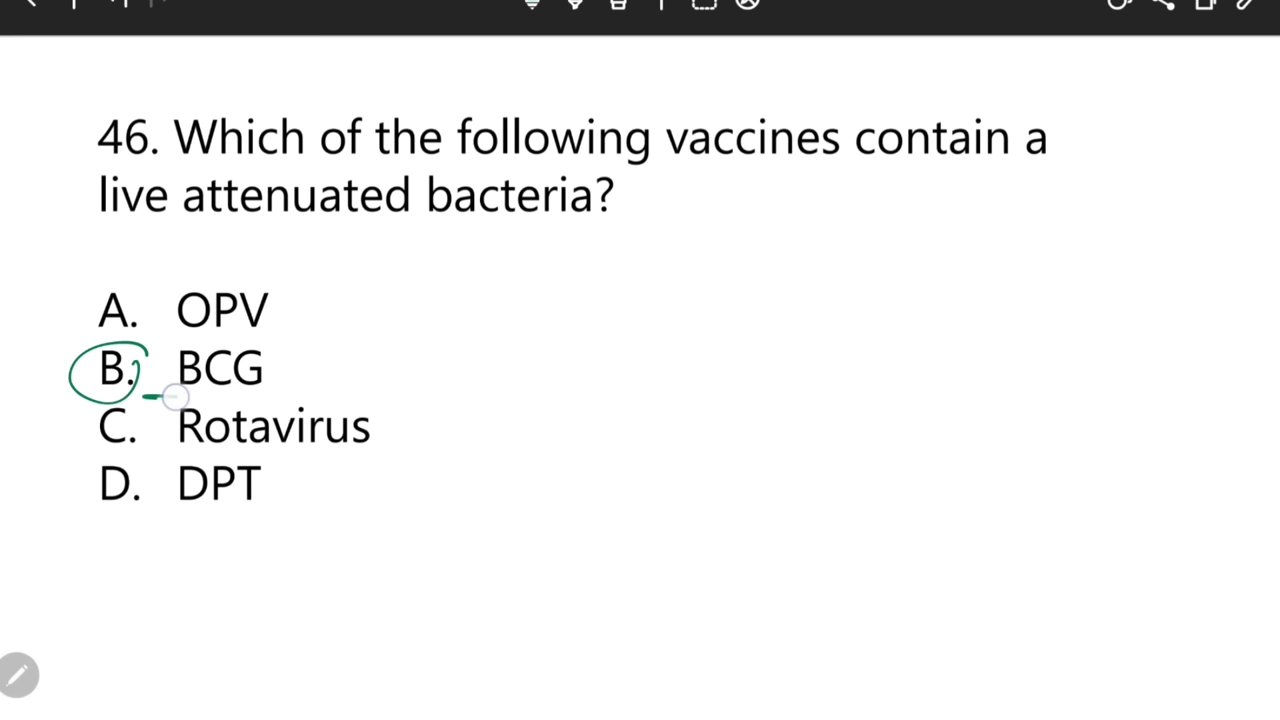 46. Which of the following vaccines contain a
live attenuated bacteria?
A. OPV
B. BCG
C. Rotavirus
D. DPT